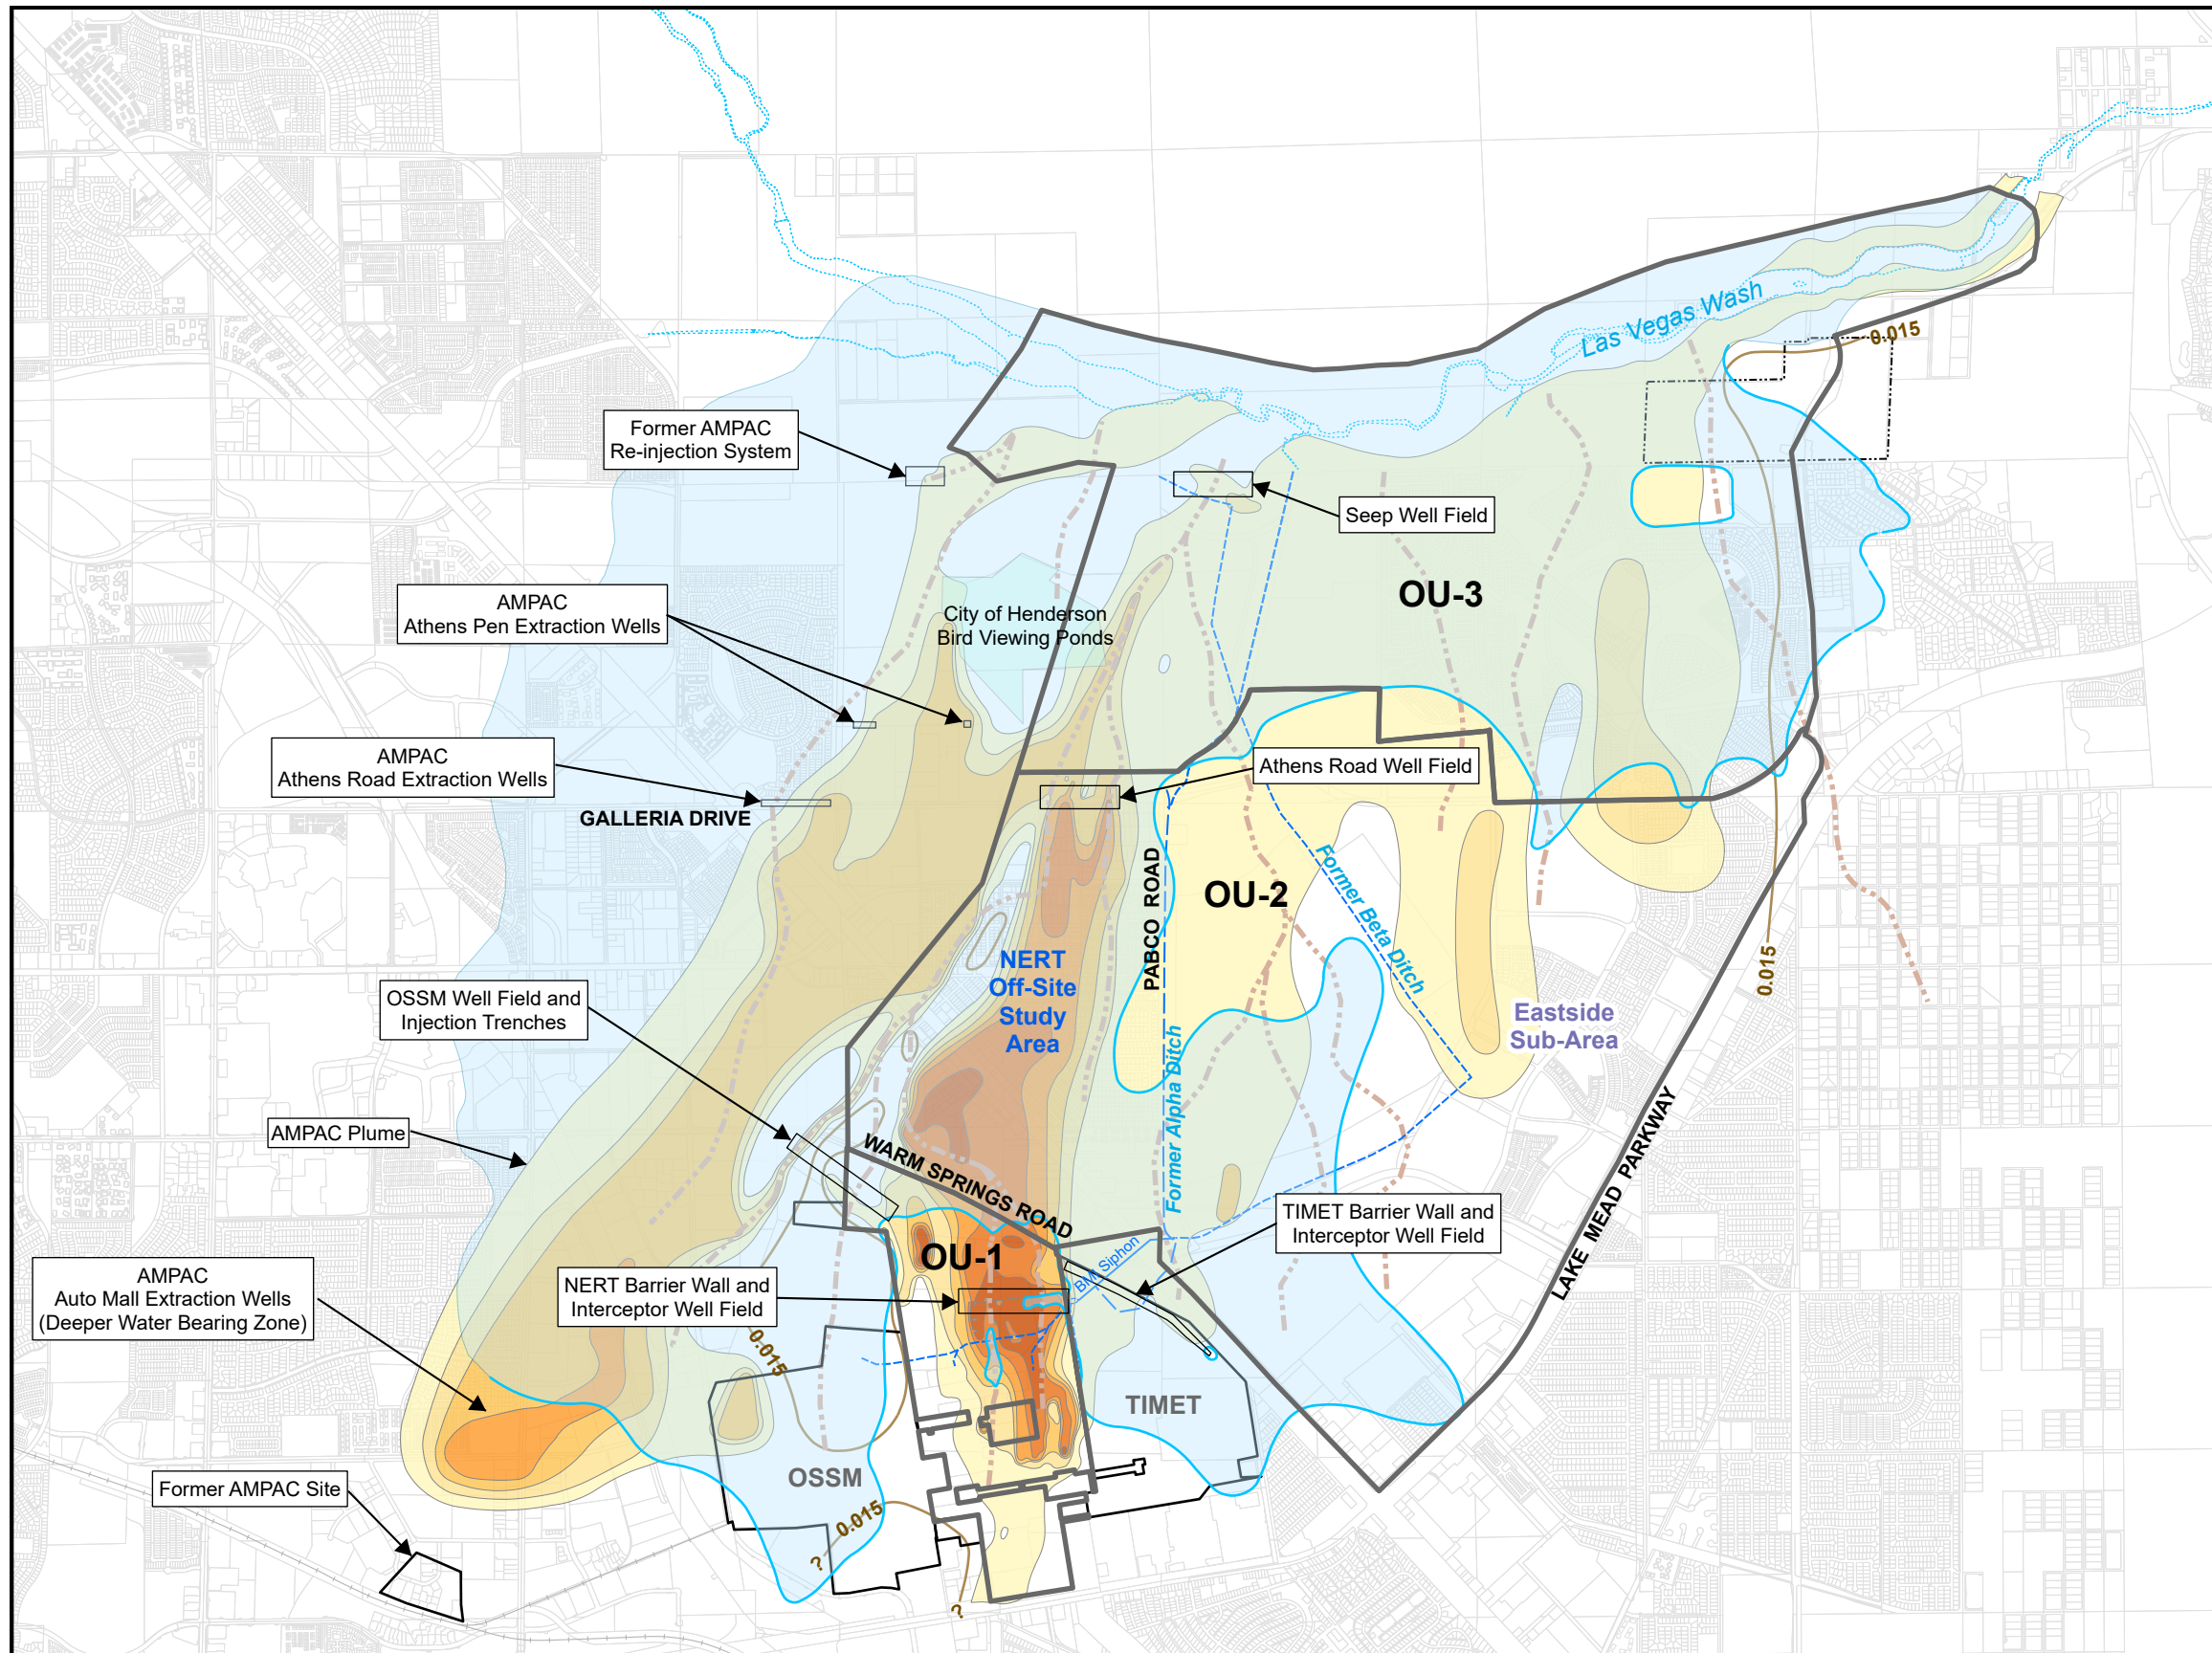 Las Vegas Wash
0.015
Former AMPAC
Re-injection System
Seep Well Field
OU-3
AMPAC
Athens Pen Extraction Wells
City of Henderson
Bird Viewing Ponds
AMPAC
Athens Road Extraction Wells
Athens Road Well Field
GALLERIA DRIVE
PABCO ROAD
OU-2
Former Beta Ditch
NERT
Off-Site
Study
Area
0.015
OSSM Well Field and
Injection Trenches
Eastside
Sub-Area
Former Alpha Ditch
AMPAC Plume
WARM SPRINGS ROAD
LAKE MEAD PARKWAY
TIMET Barrier Wall and
Interceptor Well Field
OU-1
BMI Siphon
AMPAC
Auto Mall Extraction Wells
(Deeper Water Bearing Zone)
NERT Barrier Wall and
Interceptor Well Field
0.015
TIMET
OSSM
Former AMPAC Site
0.015
?
?